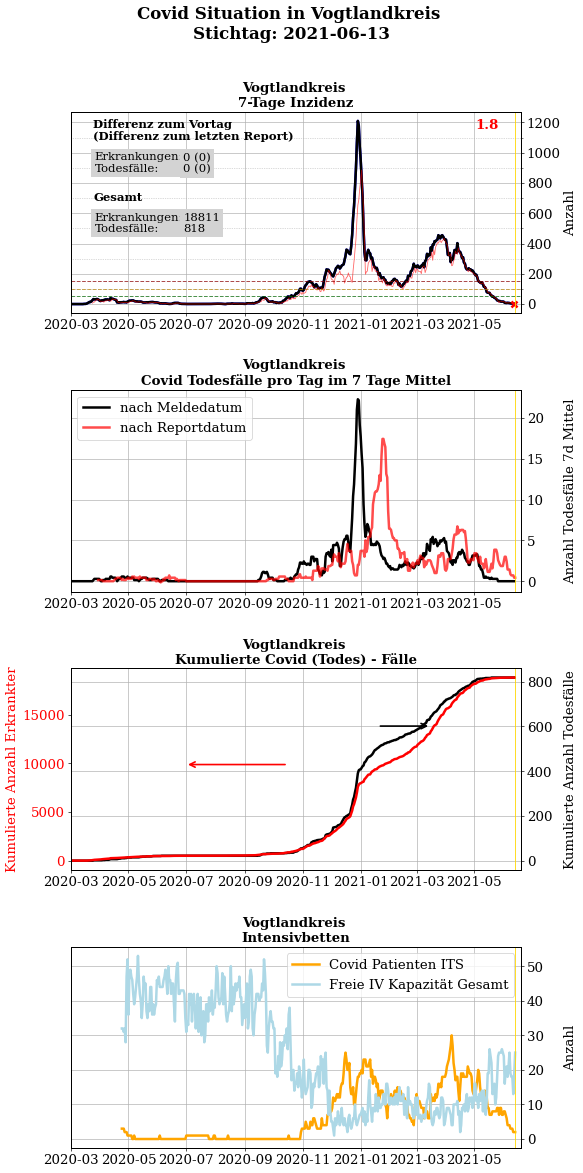 Covid Situation in Vogtlandkreis
Stichtag: 2021-06-13
Vogtlandkreis
7-Tage Inzidenz
Differenz zum Vortag
(Differenz zum letzten Report)
Erkrankungen 0 (0)
Todesfälle: 0 (0)
Gesamt
Erkrankungen 18811
Todesfälle: 818
1.8
1200
1000
800
600
400
200
0
Anzahl
2020-03 2020-05 2020-07 2020-09 2020-11 2021-01 2021-03 2021-05
Vogtlandkreis
Covid Todesfälle pro Tag im 7 Tage Mittel
nach Meldedatum
nach Reportdatum
20
15
10
5
0
Anzahl Todesfälle 7d Mittel
2020-03 2020-05 2020-07 2020-09 2020-11 2021-01 2021-03 2021-05
Vogtlandkreis
Kumulierte Covid (Todes) - Fälle
Kumulierte Anzahl Erkrankter
15000
10000
5000
0
800
600
400
200
0
Kumulierte Anzahl Todesfälle
2020-03 2020-05 2020-07 2020-09 2020-11 2021-01 2021-03 2021-05
Vogtlandkreis
Intensivbetten
Covid Patienten ITS
Freie IV Kapazität Gesamt
50
40
30
20
10
0
Anzahl
2020-03 2020-05 2020-07 2020-09 2020-11 2021-01 2021-03 2021-05